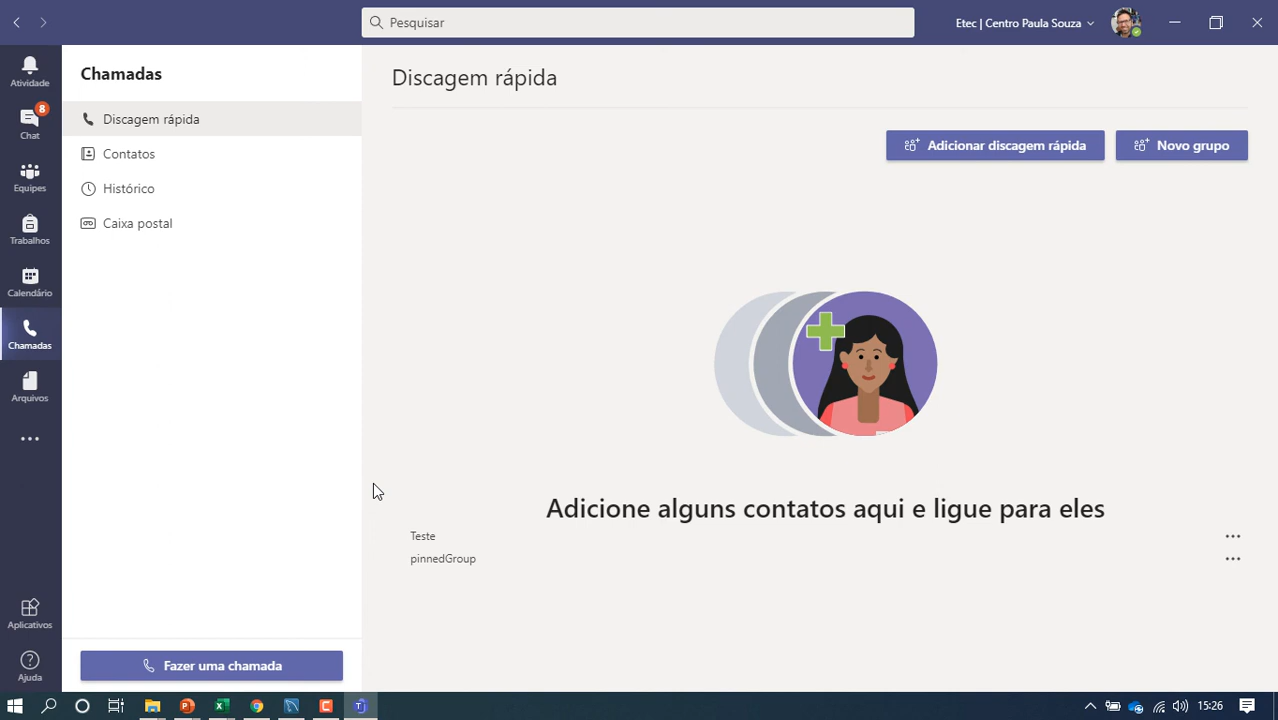 Pesquisar
Etec | Centro Paula Souza
Atividade
8
Chat
Equipes
Trabalhos
Calendário
Chamadas
Arquivos
Aplicativos
Ajuda
Chamadas
Discagem rápida
Contatos
Histórico
Caixa postal
Fazer uma chamada
Discagem rápida
Adicionar discagem rápida
Novo grupo
Adicione alguns contatos aqui e ligue para eles
Teste
pinnedGroup
15:26